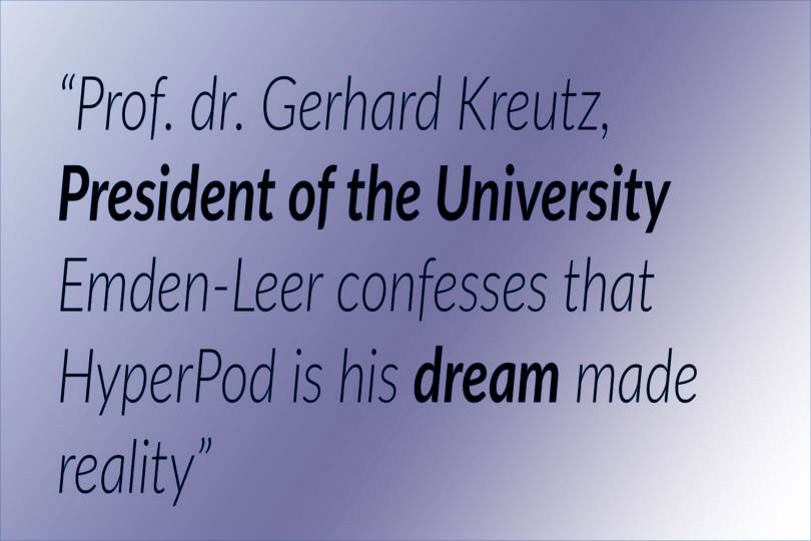 “Prof. dr. Gerhard Kreutz,
President of the University
Emden-Leer confesses that
HyperPod is his dream made
reality”